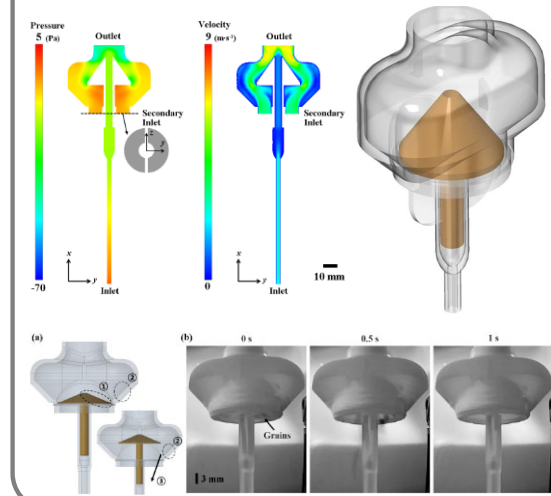 Pressure
5 (Pa)
Outlet
Secondary
Inlet
z
y
x
y
Inlet
-70
Velocity
9 (m·s⁻¹)
Outlet
Secondary
Inlet
x
y
Inlet
0
10 mm
(a)
①
②
②
③
(b)
0 s
0.5 s
1 s
Grains
3 mm